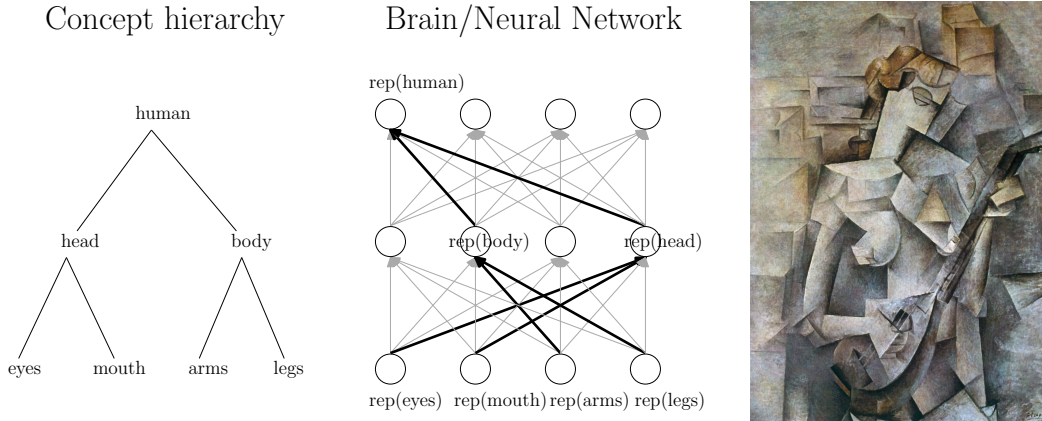 Concept hierarchy
human
head body
eyes mouth arms legs
Brain/Neural Network
rep(human)
rep(body) rep(head)
rep(eyes) rep(mouth) rep(arms) rep(legs)